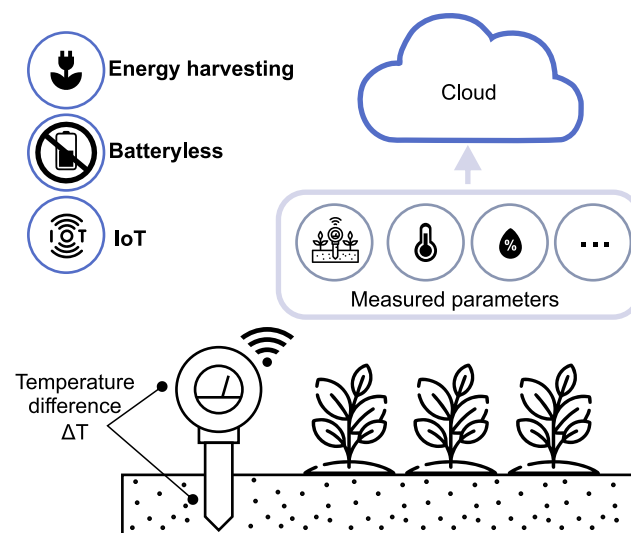 Energy harvesting
Batteryless
I T
IoT
Cloud
%
Measured parameters
Temperature
difference
ΔT